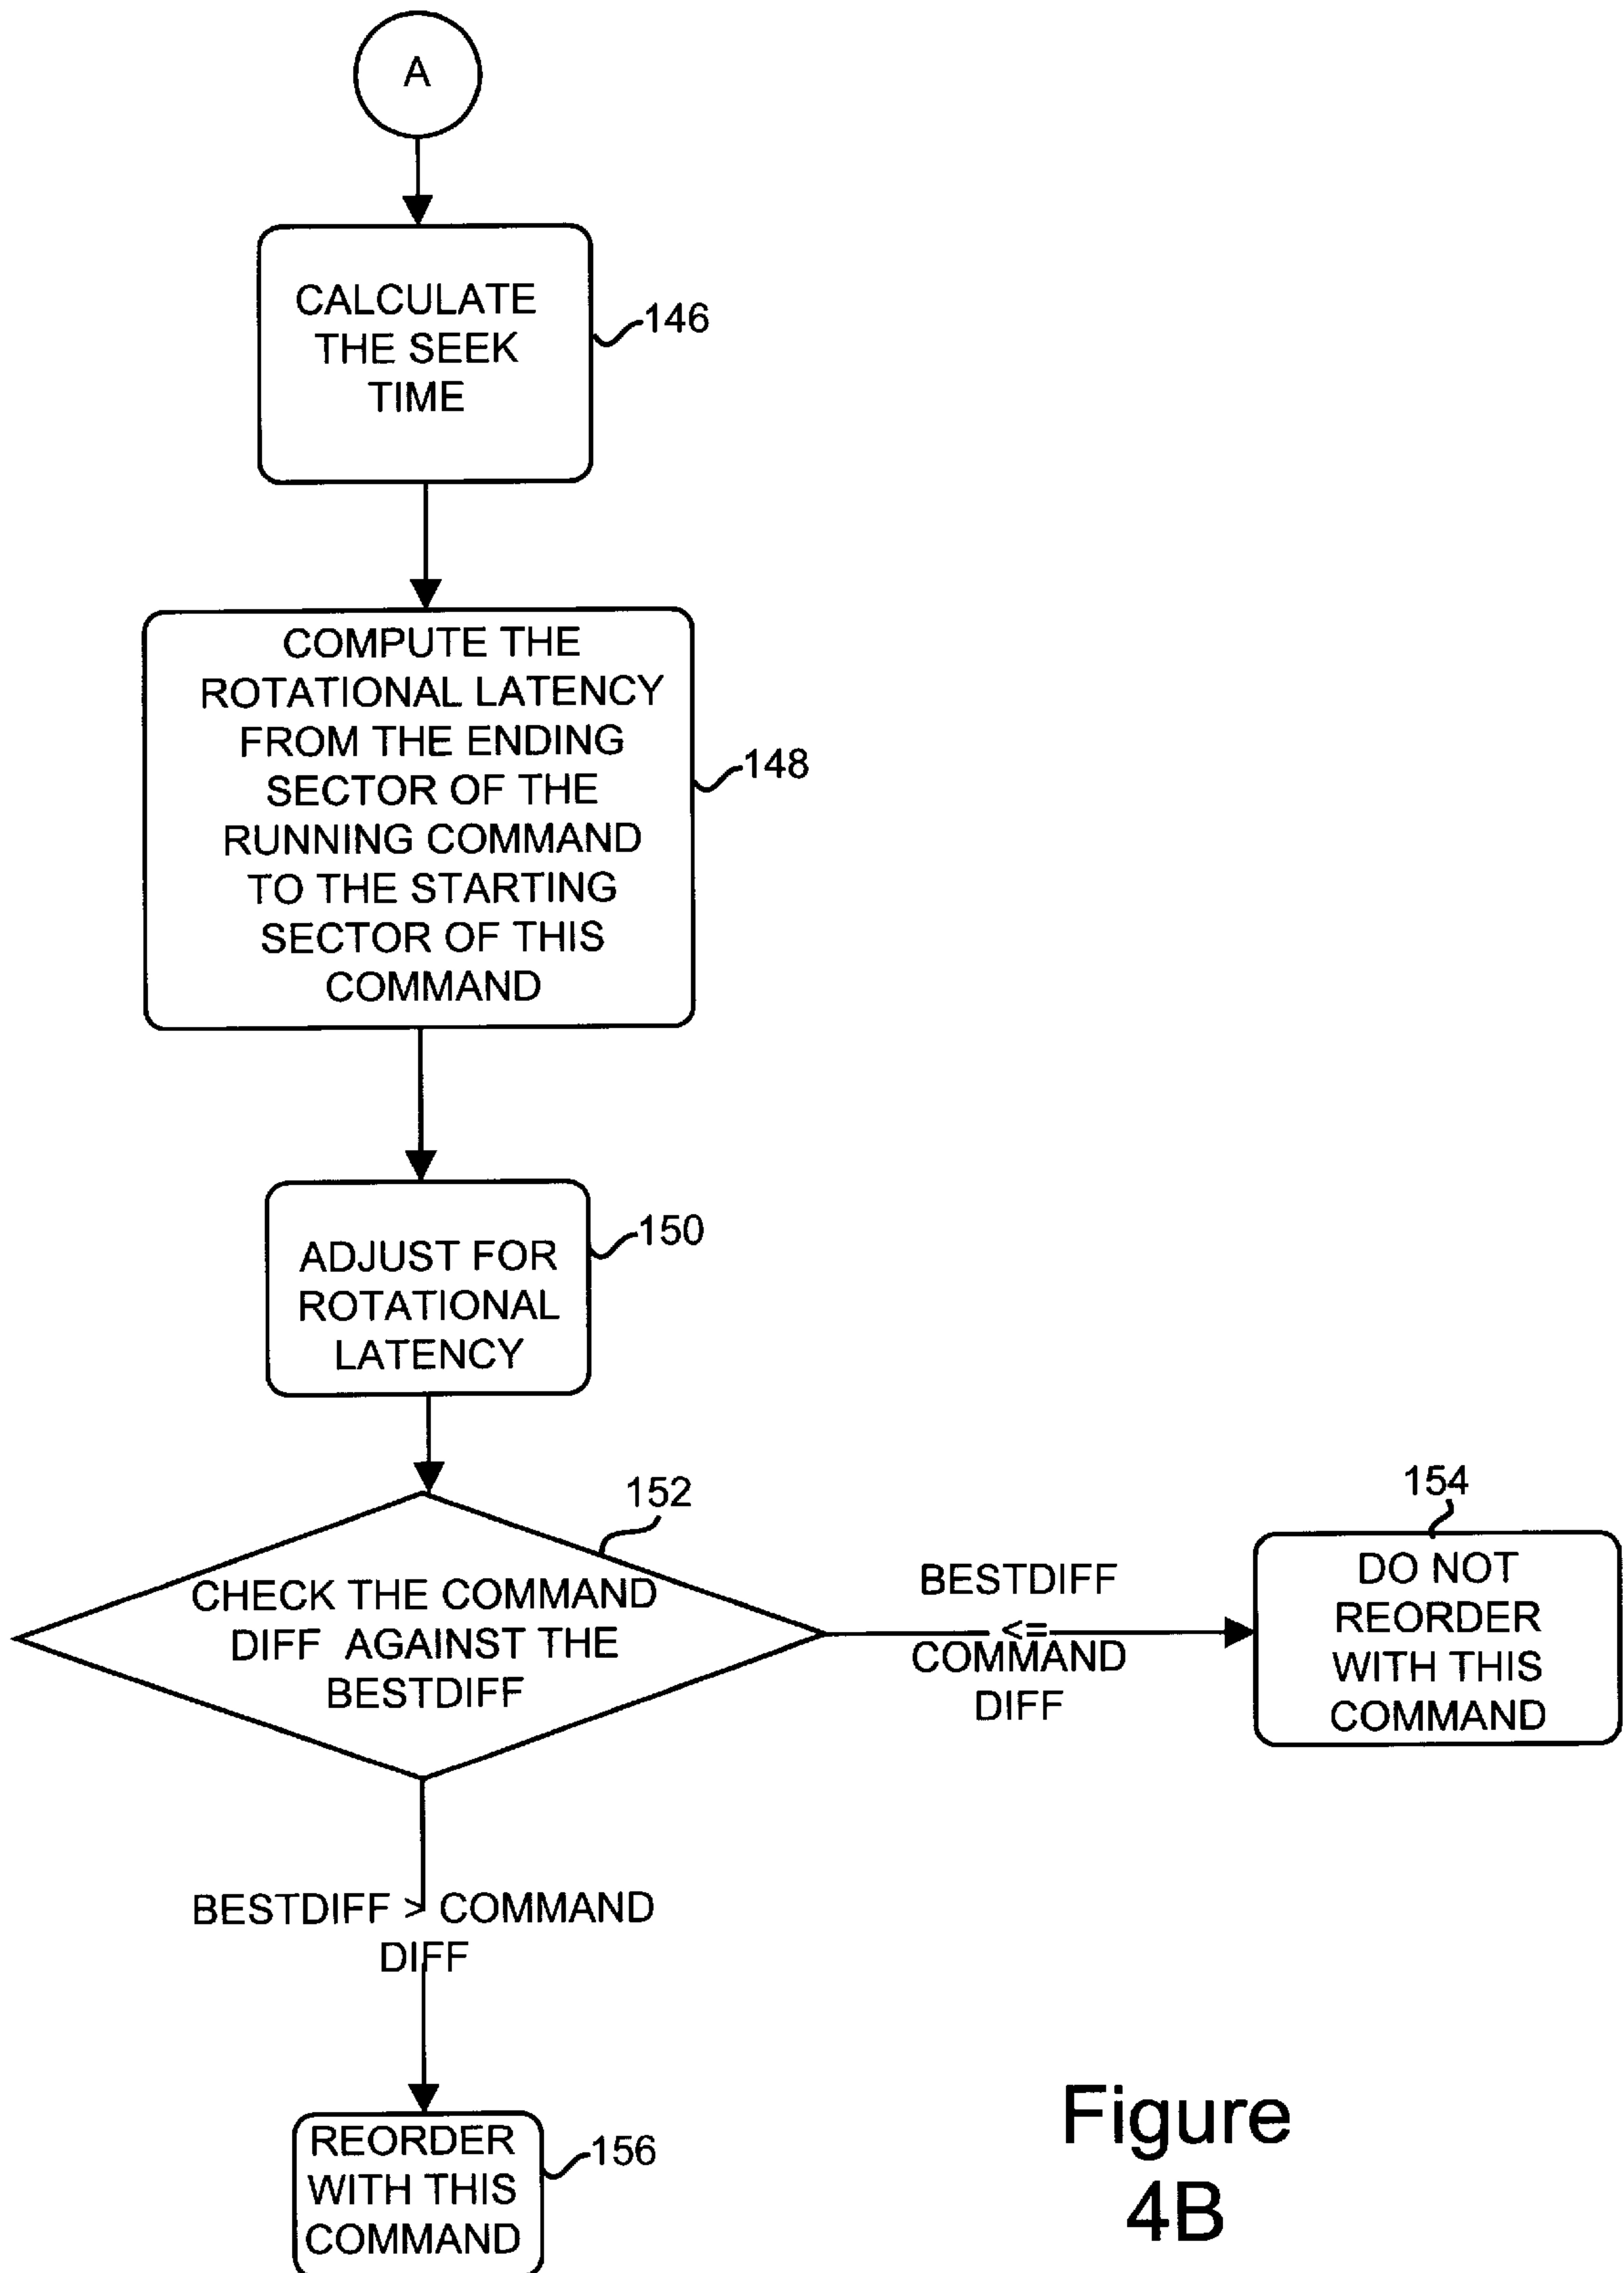 A
CALCULATE
THE SEEK
TIME
146
COMPUTE THE
ROTATIONAL LATENCY
FROM THE ENDING
SECTOR OF THE
RUNNING COMMAND
TO THE STARTING
SECTOR OF THIS
COMMAND
148
ADJUST FOR
ROTATIONAL
LATENCY
150
152
CHECK THE COMMAND
DIFF AGAINST THE
BESTDIFF
BESTDIFF
<=
COMMAND
DIFF
154
DO NOT
REORDER
WITH THIS
COMMAND
BESTDIFF > COMMAND
DIFF
REORDER
WITH THIS
COMMAND
156
Figure
4B